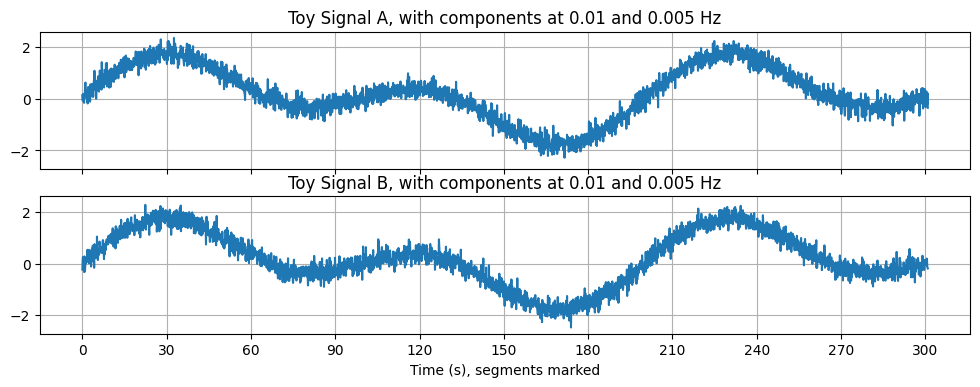 Toy Signal A, with components at 0.01 and 0.005 Hz
2
0
−2
Toy Signal B, with components at 0.01 and 0.005 Hz
2
0
−2
0 30 60 90 120 150 180 210 240 270 300
Time (s), segments marked